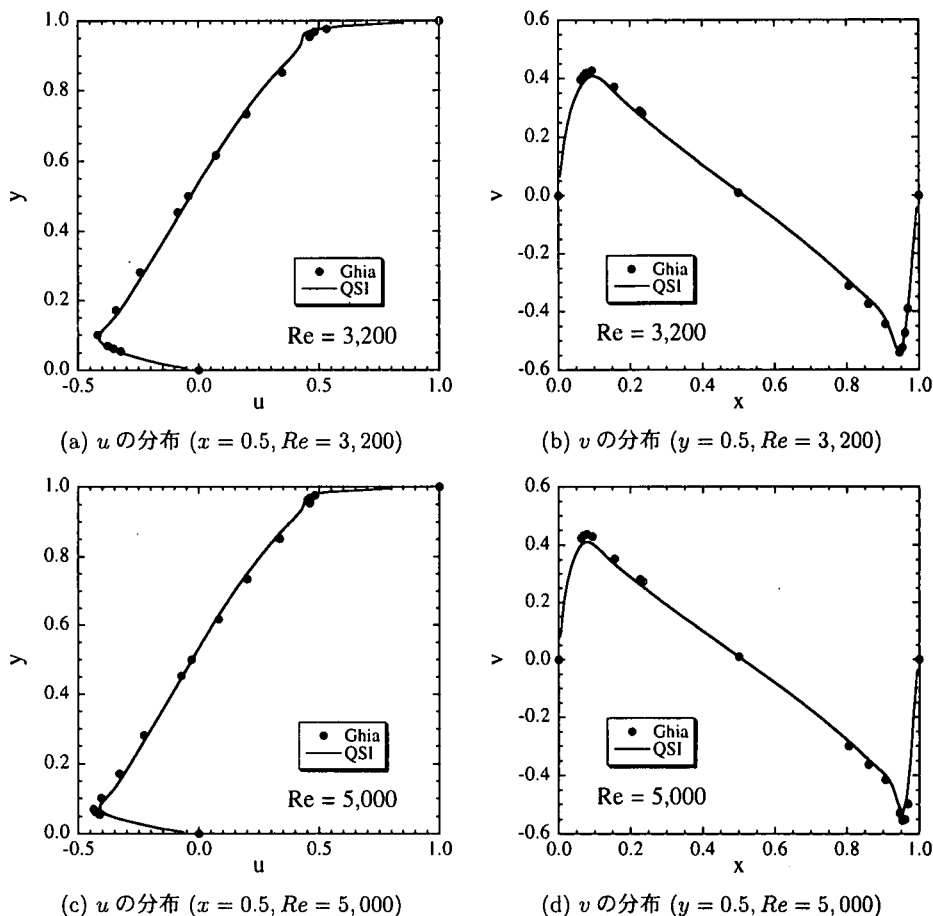 1.0
0.8
0.6
y
0.4
0.2
0.0
-0.5
0.0
0.5
1.0
u
Ghia
QSI
Re = 3,200
0.6
0.4
0.2
v
0.0
-0.2
-0.4
-0.6
0.0
0.2
0.4
0.6
0.8
1.0
x
Ghia
QSI
Re = 3,200
(a) u の分布 (x = 0.5, Re = 3, 200)
(b) v の分布 (y = 0.5, Re = 3, 200)
1.0
0.8
0.6
y
0.4
0.2
0.0
-0.5
0.0
0.5
1.0
u
Ghia
QSI
Re = 5,000
0.6
0.4
0.2
v
0.0
-0.2
-0.4
-0.6
0.0
0.2
0.4
0.6
0.8
1.0
x
Ghia
QSI
Re = 5,000
(c) u の分布 (x = 0.5, Re = 5, 000)
(d) v の分布 (y = 0.5, Re = 5, 000)